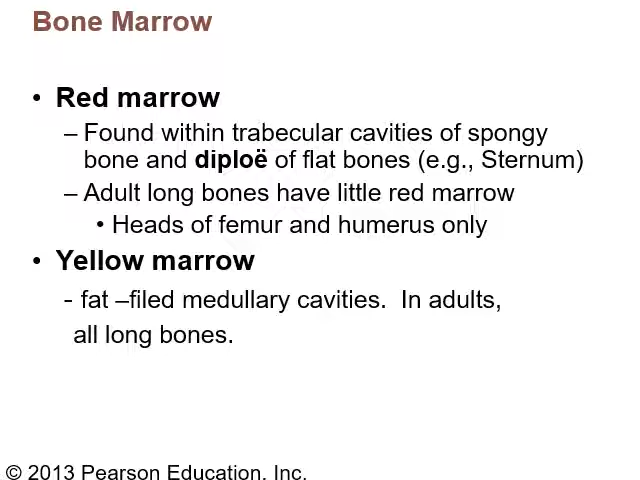 Bone Marrow
• Red marrow
– Found within trabecular cavities of spongy
bone and diploë of flat bones (e.g., Sternum)
– Adult long bones have little red marrow
• Heads of femur and humerus only
• Yellow marrow
- fat –filed medullary cavities.  In adults,
all long bones.
© 2013 Pearson Education, Inc.